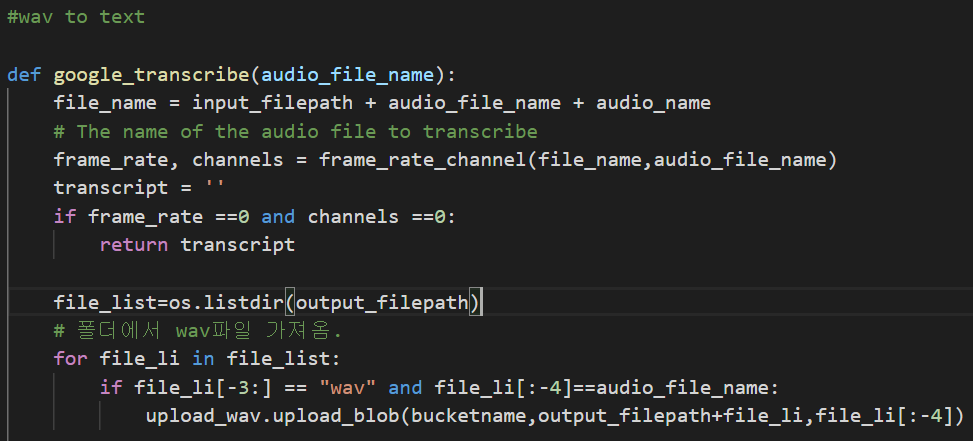 #wav to text
def google_transcribe(audio_file_name):
file_name = input_filepath + audio_file_name + audio_name
# The name of the audio file to transcribe
frame_rate, channels = frame_rate_channel(file_name,audio_file_name)
transcript = ''
if frame_rate ==0 and channels ==0:
return transcript
file_list=os.listdir(output_filepath)
# 폴더에서 wav파일 가져옴.
for file_li in file_list:
if file_li[-3:] == "wav" and file_li[:-4]==audio_file_name:
upload_wav.upload_blob(bucketname,output_filepath+file_li,file_li[:-4])